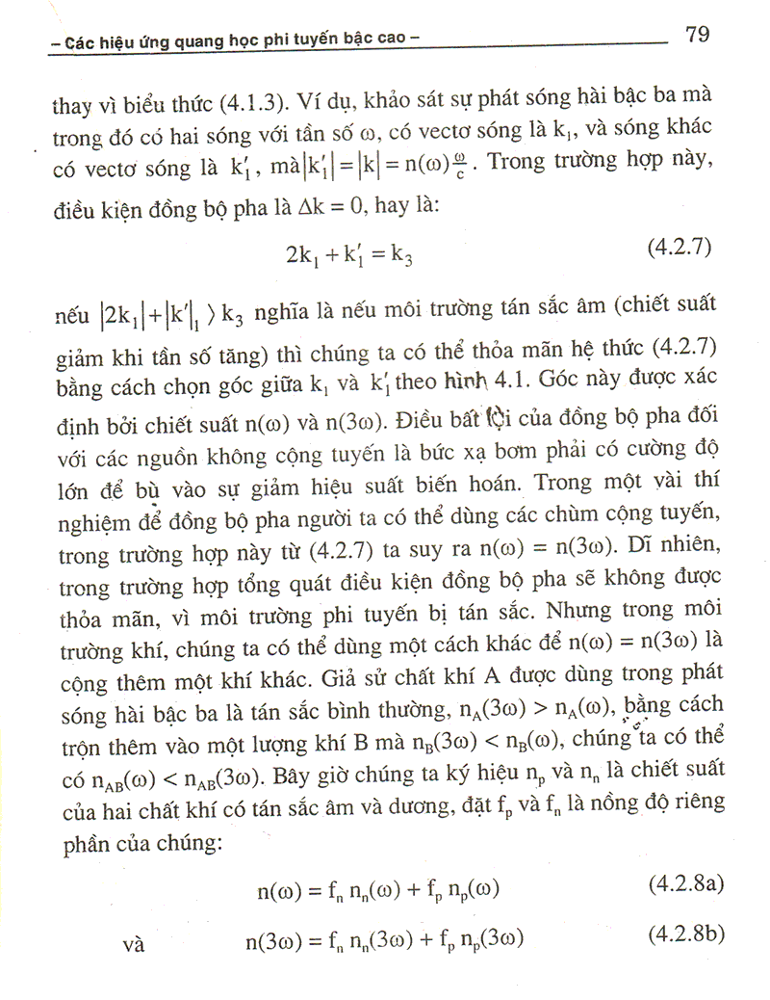 – Các hiệu ứng quang học phi tuyến bậc cao – 79
thay vì biểu thức (4.1.3). Ví dụ, khảo sát sự phát sóng hài bậc ba mà
trong đó có hai sóng với tần số ω, có vectơ sóng là k₁, và sóng khác
có vectơ sóng là k′₁, mà|k′₁|=|k|=n(ω)ω/c. Trong trường hợp này,
điều kiện đồng bộ pha là Δk = 0, hay là:
2k₁ + k′₁ = k₃ (4.2.7)
nếu |2k₁|+|k′|₁ ⟩ k₃ nghĩa là nếu môi trường tán sắc âm (chiết suất
giảm khi tần số tăng) thì chúng ta có thể thỏa mãn hệ thức (4.2.7)
bằng cách chọn góc giữa k₁ và k′₁ theo hình 4.1. Góc này được xác
định bởi chiết suất n(ω) và n(3ω). Điều bất lợi của đồng bộ pha đối
với các nguồn không cộng tuyến là bức xạ bơm phải có cường độ
lớn để bù vào sự giảm hiệu suất biến hoán. Trong một vài thí
nghiệm để đồng bộ pha người ta có thể dùng các chùm cộng tuyến,
trong trường hợp này từ (4.2.7) ta suy ra n(ω) = n(3ω). Dĩ nhiên,
trong trường hợp tổng quát điều kiện đồng bộ pha sẽ không được
thỏa mãn, vì môi trường phi tuyến bị tán sắc. Nhưng trong môi
trường khí, chúng ta có thể dùng một cách khác để n(ω) = n(3ω) là
cộng thêm một khí khác. Giả sử chất khí A được dùng trong phát
sóng hài bậc ba là tán sắc bình thường, n_A(3ω) > n_A(ω), bằng cách
trộn thêm vào một lượng khí B mà n_B(3ω) < n_B(ω), chúng ta có thể
có n_AB(ω) < n_AB(3ω). Bây giờ chúng ta ký hiệu nₚ và nₙ là chiết suất
của hai chất khí có tán sắc âm và dương, đặt fₚ và fₙ là nồng độ riêng
phần của chúng:
n(ω) = fₙ nₙ(ω) + fₚ nₚ(ω) (4.2.8a)
và n(3ω) = fₙ nₙ(3ω) + fₚ nₚ(3ω) (4.2.8b)